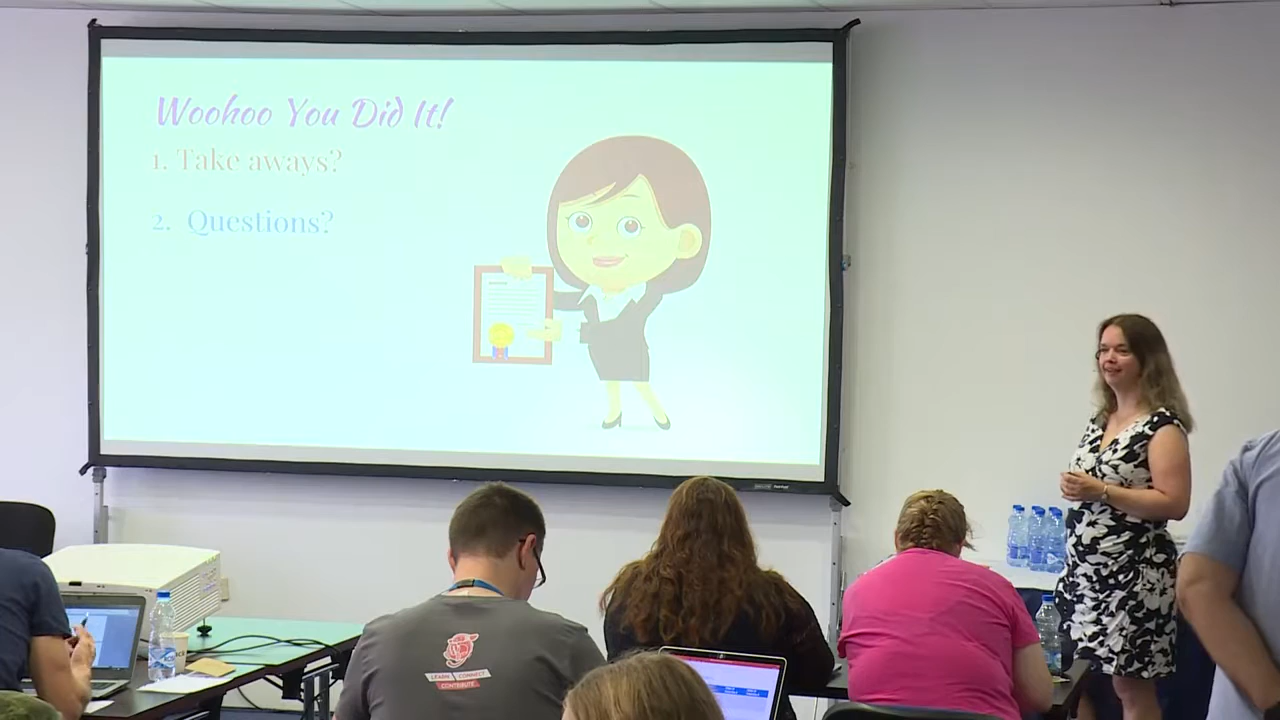 Woohoo You Did It!
1. Take aways?
2. Questions?
LEARN CONNECT
CONTRIBUTE